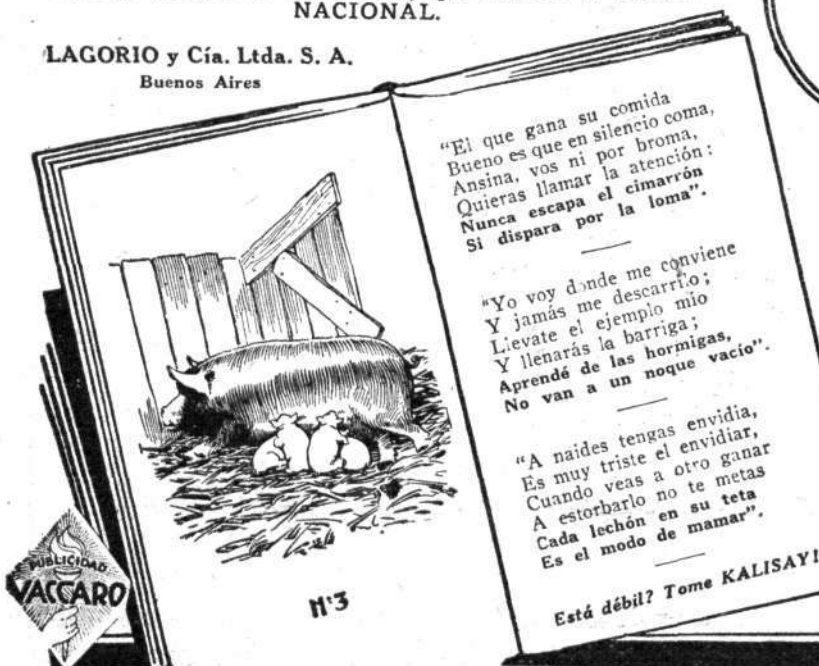 NACIONAL.
LAGORIO y Cía. Ltda. S. A.
Buenos Aires
"El que gana su comida
Bueno es que en silencio coma,
Ansina, vos ni por broma,
Quieras llamar la atención:
Nunca escapa el cimarrón
Si dispara por la loma".
"Yo voy donde me conviene
Y jamás me descarrío;
Llevate el ejemplo mio
Y llenarás la barriga;
Aprendé de las hormigas,
No van a un noque vacío".
"A naides tengas envidia,
Es muy triste el envidiar,
Cuando veas a otro ganar
A estorbarlo no te metas
Cada lechón en su teta
Es el modo de mamar".
Está débil? Tome KALISAY!
Nº3
PUBLICIDAD
VACCARO